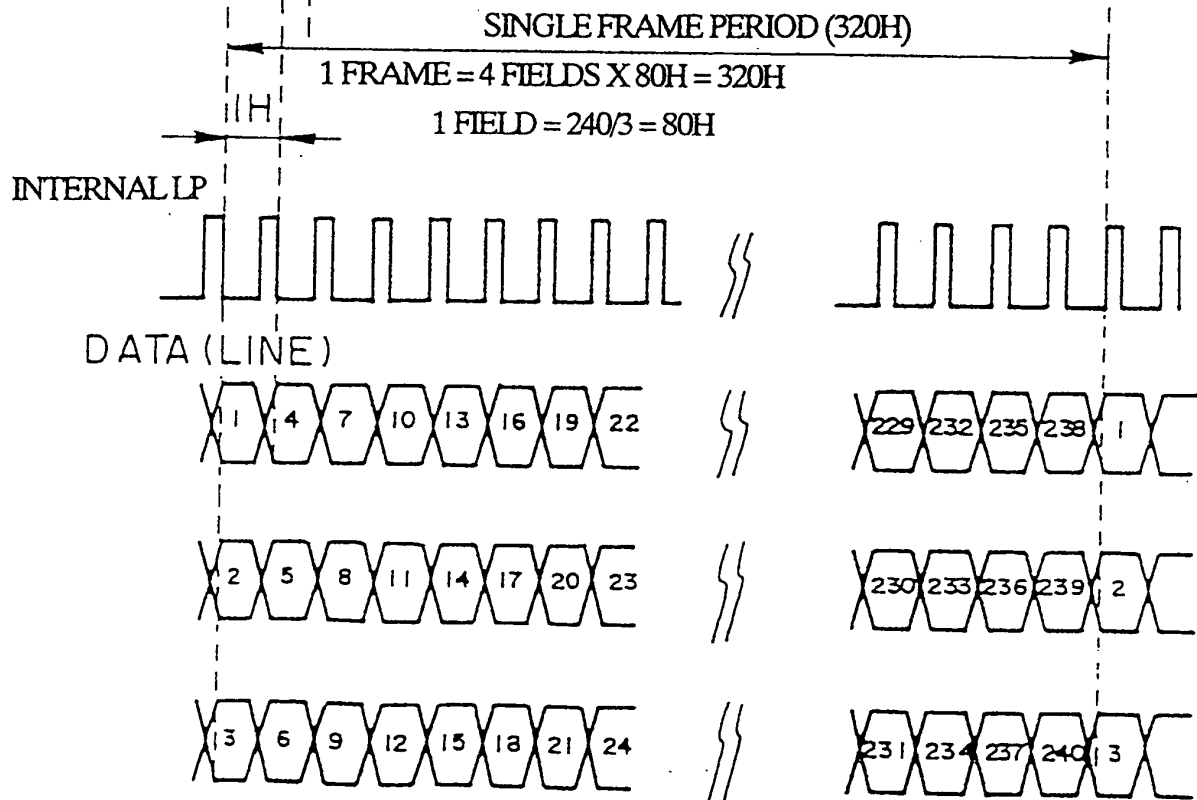 SINGLE FRAME PERIOD (320H)
1 FRAME = 4 FIELDS X 80H = 320H
1H
1 FIELD = 240/3 = 80H
INTERNAL LP
DATA (LINE)
1 4 7 10 13 16 19 22 229 232 235 238 1
2 5 8 11 14 17 20 23 230 233 236 239 2
3 6 9 12 15 18 21 24 231 234 237 240 3